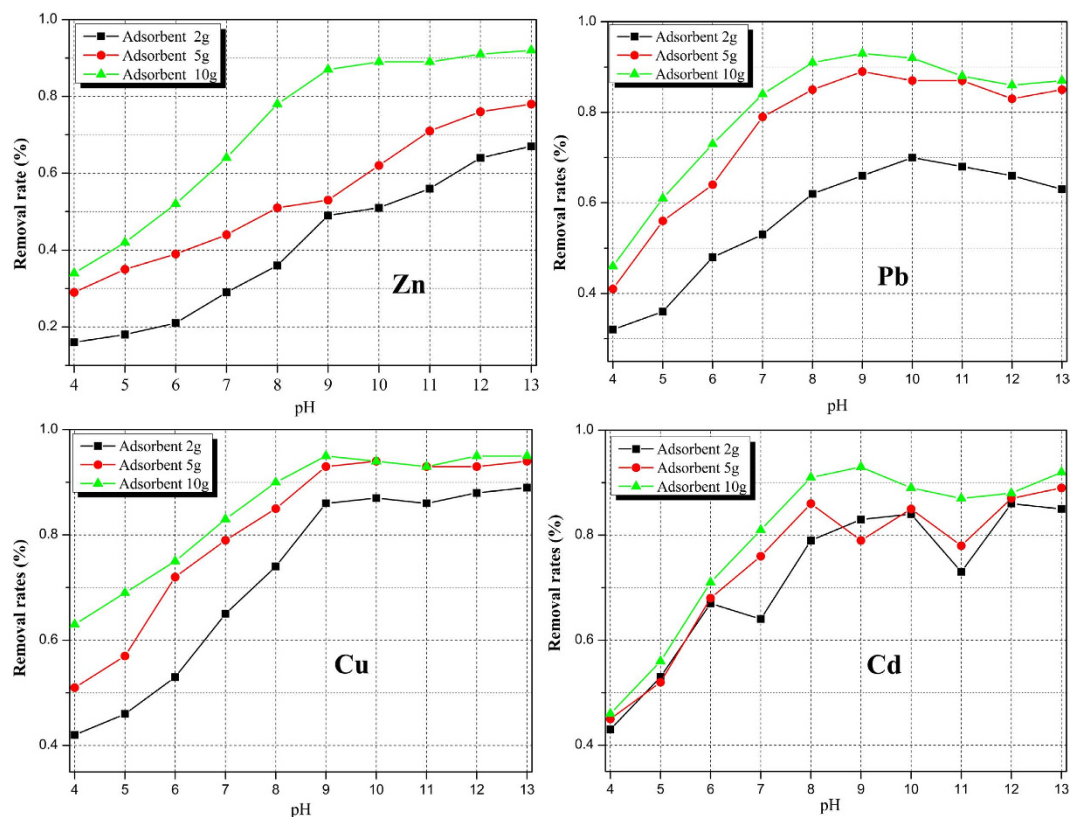 1.0
Adsorbent 2g
Adsorbent 5g
Adsorbent 10g
0.8
0.6
0.4
0.2
Removal rate (%)
Zn
4 5 6 7 8 9 10 11 12 13
pH
1.0
Adsorbent 2g
Adsorbent 5g
Adsorbent 10g
0.8
0.6
0.4
Removal rates (%)
Pb
4 5 6 7 8 9 10 11 12 13
pH
1.0
Adsorbent 2g
Adsorbent 5g
Adsorbent 10g
0.8
0.6
0.4
Removal rates (%)
Cu
4 5 6 7 8 9 10 11 12 13
pH
1.0
Adsorbent 2g
Adsorbent 5g
Adsorbent 10g
0.8
0.6
0.4
Removal rates (%)
Cd
4 5 6 7 8 9 10 11 12 13
pH